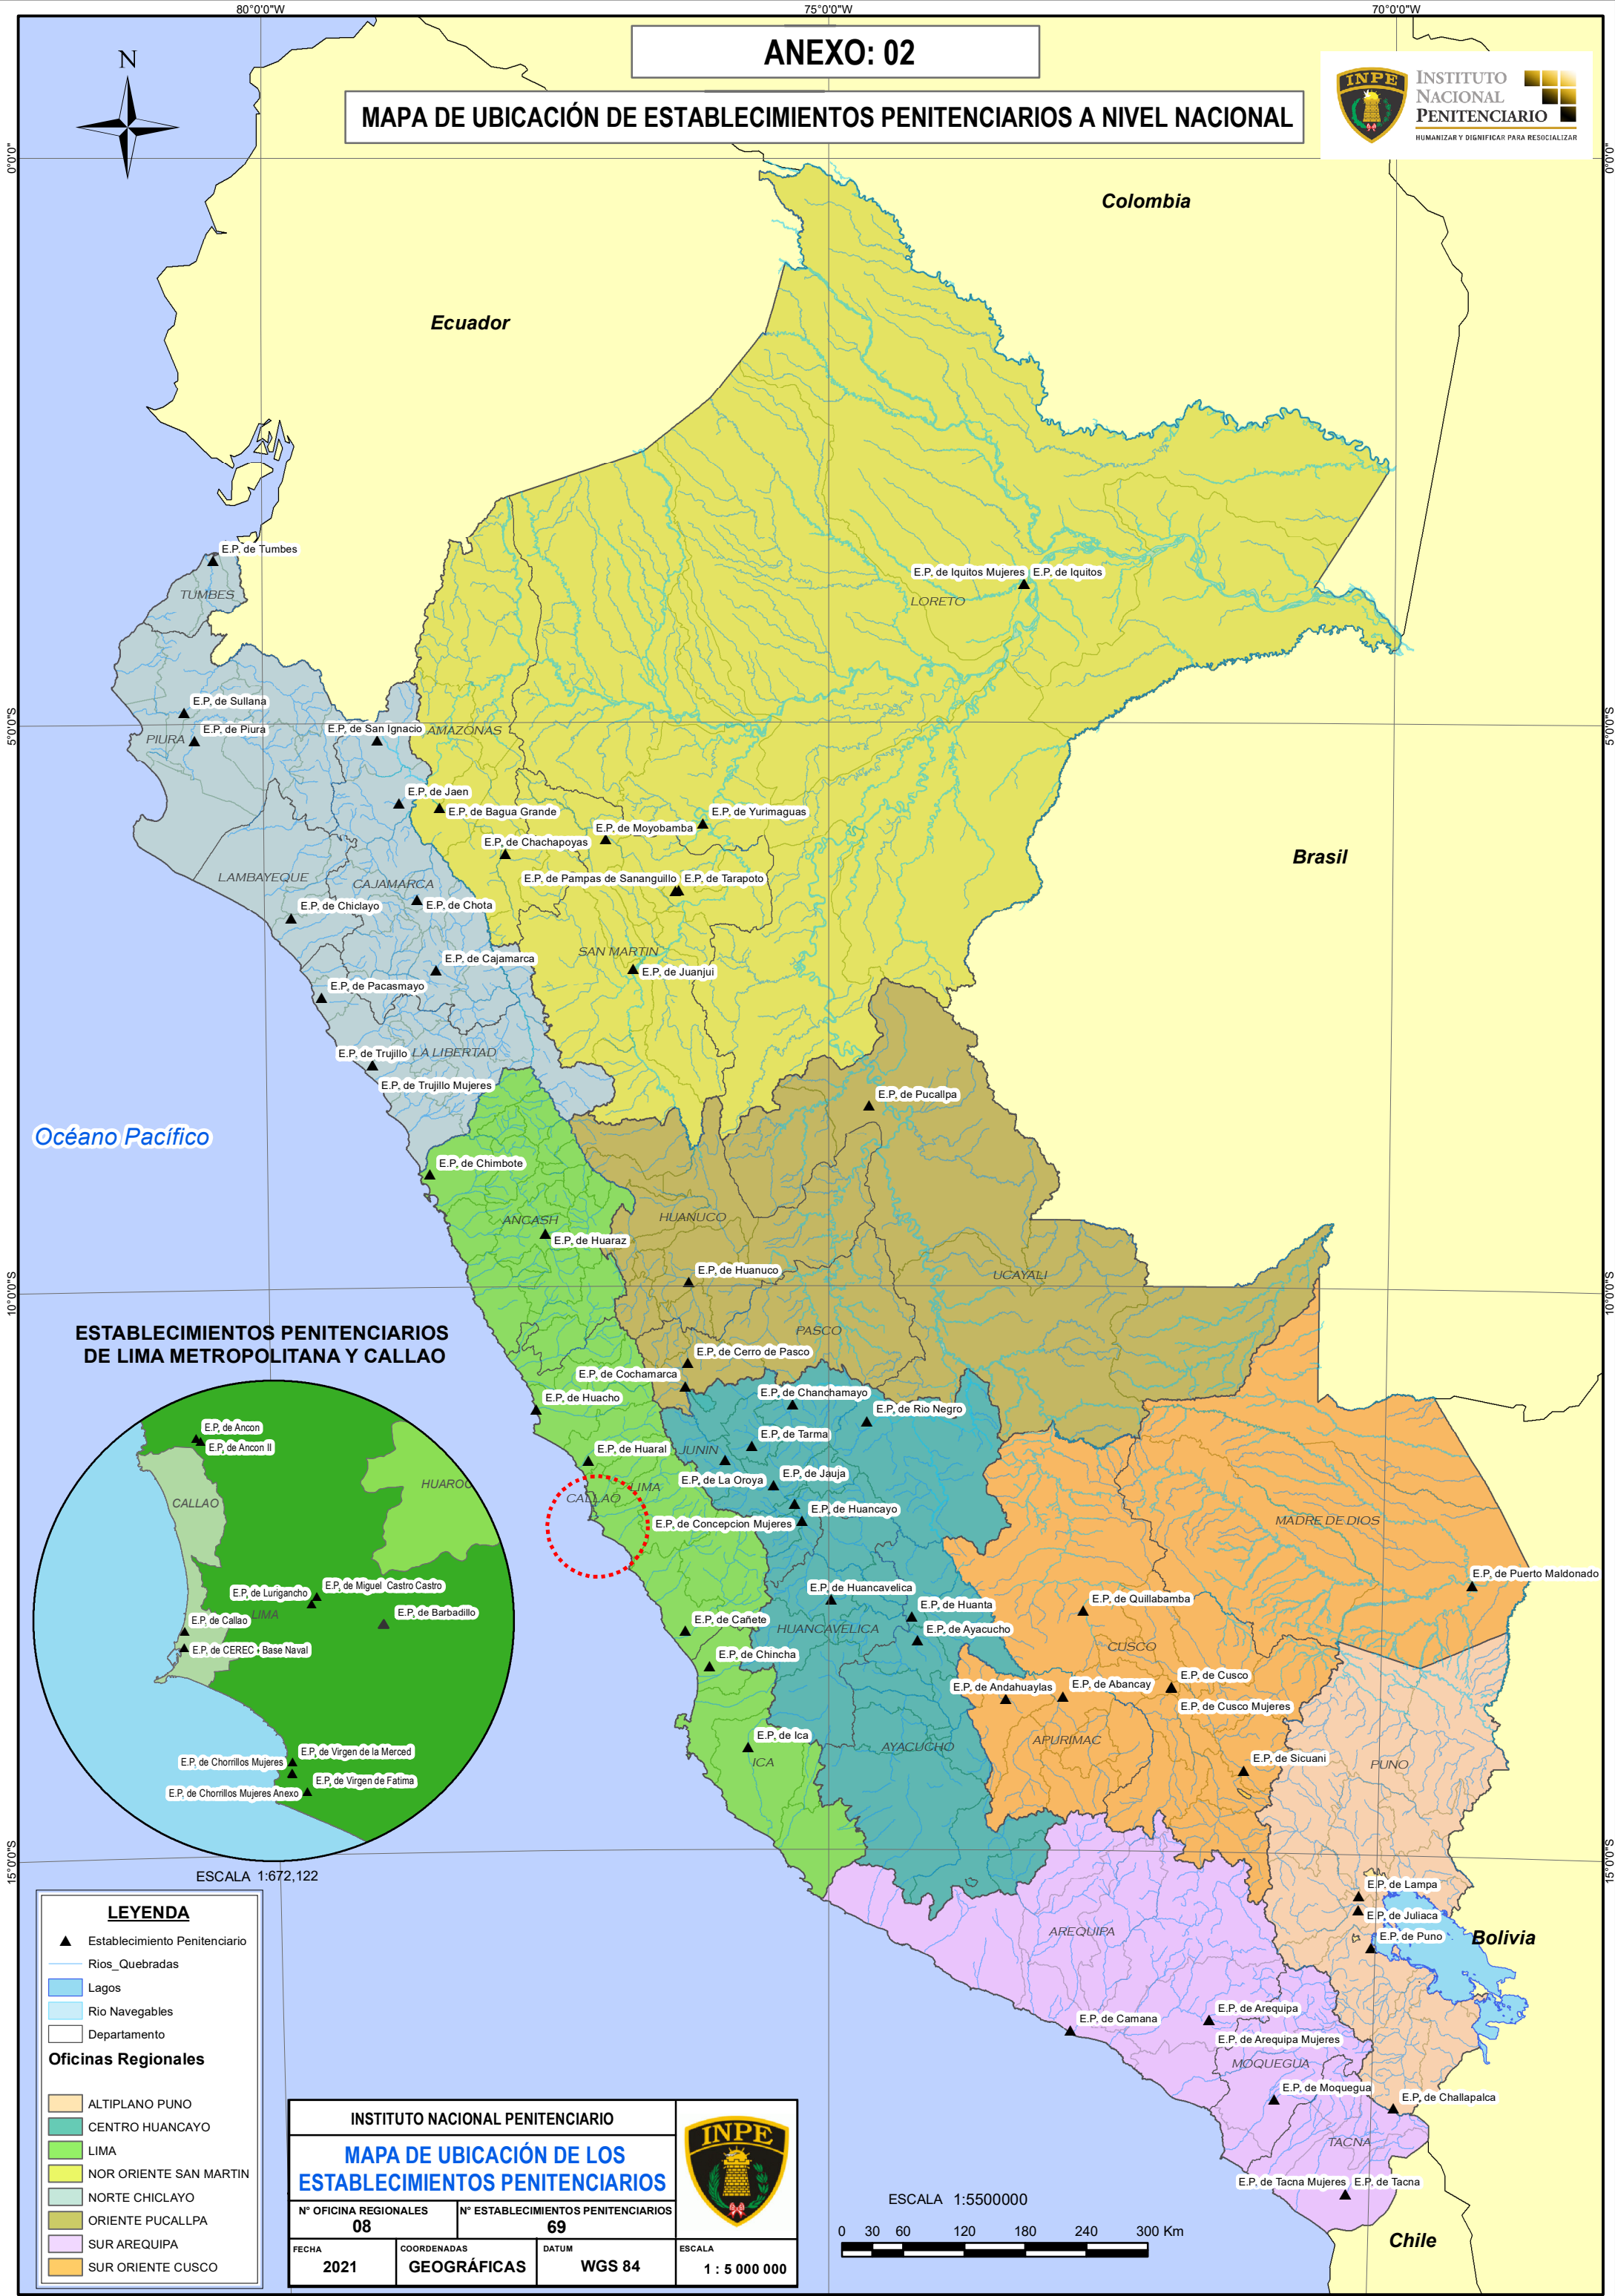 80°0'0"W
75°0'0"W
70°0'0"W
ANEXO: 02
N
INPE
INSTITUTO
NACIONAL
PENITENCIARIO
HUMANIZAR Y DIGNIFICAR PARA RESOCIALIZAR
MAPA DE UBICACIÓN DE ESTABLECIMIENTOS PENITENCIARIOS A NIVEL NACIONAL
0°0'0"
0°0'0"
Colombia
Ecuador
E.P. de Tumbes
TUMBES
E.P. de Iquitos Mujeres
E.P. de Iquitos
LORETO
E.P. de Sullana
E.P. de Piura
PIURA
E.P. de San Ignacio
AMAZONAS
5°0'0"S
5°0'0"S
E.P. de Jaen
E.P. de Bagua Grande
E.P. de Yurimaguas
E.P. de Moyobamba
E.P. de Chachapoyas
Brasil
LAMBAYEQUE
CAJAMARCA
E.P. de Pampas de Sananguillo
E.P. de Tarapoto
E.P. de Chiclayo
E.P. de Chota
SAN MARTIN
E.P. de Cajamarca
E.P. de Juanjui
E.P. de Pacasmayo
E.P. de Trujillo
LA LIBERTAD
E.P. de Trujillo Mujeres
E.P. de Pucallpa
Océano Pacífico
E.P. de Chimbote
ANCASH
HUANUCO
E.P. de Huaraz
E.P. de Huanuco
UCAYALI
10°0'0"S
10°0'0"S
PASCO
ESTABLECIMIENTOS PENITENCIARIOS
DE LIMA METROPOLITANA Y CALLAO
E.P. de Cerro de Pasco
E.P. de Cochamarca
E.P. de Huacho
E.P. de Chanchamayo
E.P. de Rio Negro
E.P. de Tarma
E.P. de Huaral
JUNIN
E.P. de La Oroya
E.P. de Jauja
LIMA
CALLAO
E.P. de Huancayo
E.P. de Concepcion Mujeres
MADRE DE DIOS
E.P. de Puerto Maldonado
E.P. de Ancon
E.P. de Ancon II
HUAROC
CALLAO
E.P. de Lurigancho
E.P. de Miguel Castro Castro
LIMA
E.P. de Barbadillo
E.P. de Callao
E.P. de CEREC - Base Naval
E.P. de Virgen de la Merced
E.P. de Chorrillos Mujeres
E.P. de Virgen de Fatima
E.P. de Chorrillos Mujeres Anexo
ESCALA 1:672,122
E.P. de Huancavelica
E.P. de Huanta
E.P. de Quillabamba
E.P. de Cañete
HUANCAVELICA
E.P. de Ayacucho
CUSCO
E.P. de Chincha
E.P. de Andahuaylas
E.P. de Abancay
E.P. de Cusco
E.P. de Cusco Mujeres
E.P. de Ica
ICA
AYACUCHO
APURIMAC
E.P. de Sicuani
PUNO
15°0'0"S
15°0'0"S
E.P. de Lampa
E.P. de Juliaca
E.P. de Puno
Bolivia
AREQUIPA
E.P. de Camana
E.P. de Arequipa
E.P. de Arequipa Mujeres
MOQUEGUA
E.P. de Moquegua
E.P. de Challapalca
TACNA
E.P. de Tacna Mujeres
E.P. de Tacna
Chile
LEYENDA
Establecimiento Penitenciario
Rios_Quebradas
Lagos
Rio Navegables
Departamento
Oficinas Regionales
ALTIPLANO PUNO
CENTRO HUANCAYO
LIMA
NOR ORIENTE SAN MARTIN
NORTE CHICLAYO
ORIENTE PUCALLPA
SUR AREQUIPA
SUR ORIENTE CUSCO
INSTITUTO NACIONAL PENITENCIARIO
MAPA DE UBICACIÓN DE LOS
ESTABLECIMIENTOS PENITENCIARIOS
N° OFICINA REGIONALES
08
N° ESTABLECIMIENTOS PENITENCIARIOS
69
FECHA
2021
COORDENADAS
GEOGRÁFICAS
DATUM
WGS 84
ESCALA
1 : 5 000 000
INPE
ESCALA 1:5500000
0 30 60 120 180 240 300 Km